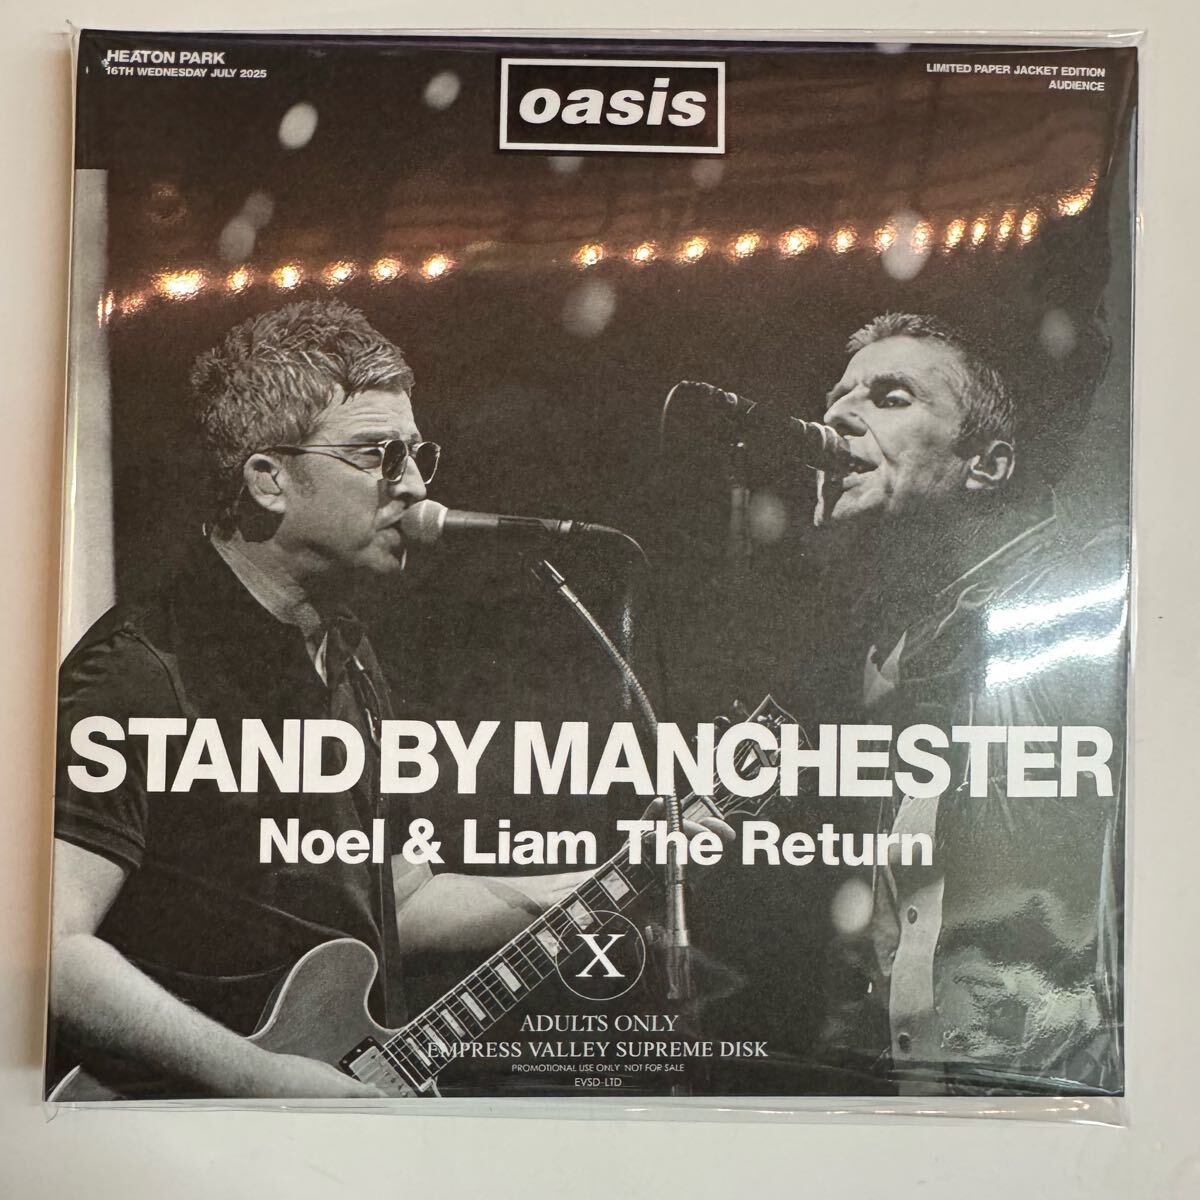 HEATON PARK
16TH WEDNESDAY JULY 2025
oasis
LIMITED PAPER JACKET EDITION
AUDIENCE
STAND BY MANCHESTER
Noel & Liam The Return
X
ADULTS ONLY
EMPRESS VALLEY SUPREME DISK
PROMOTIONAL USE ONLY NOT FOR SALE
EVSD-LTD